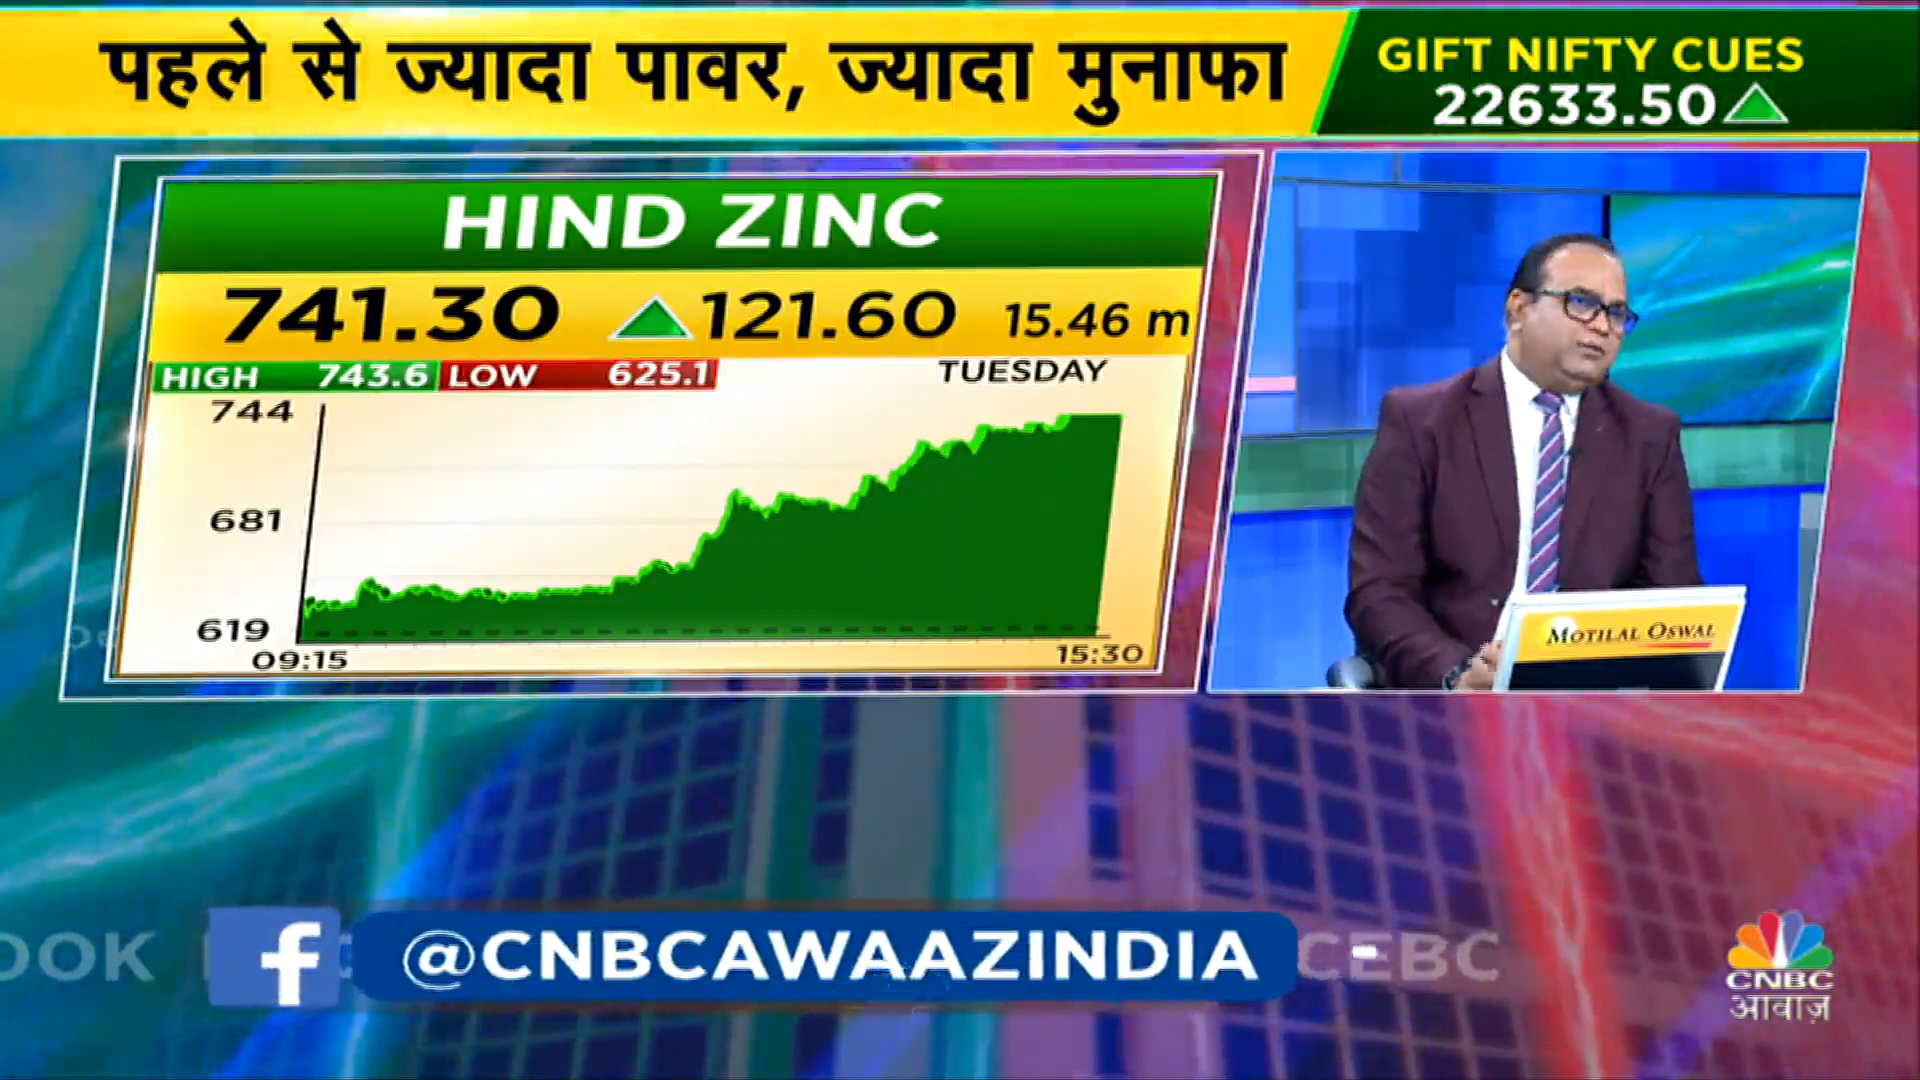 पहले से ज्यादा पावर, ज्यादा मुनाफा
GIFT NIFTY CUES
22633.50
HIND ZINC
741.30 121.60 15.46 m
HIGH 743.6 LOW 625.1 TUESDAY
744
681
619
09:15 15:30
MOTILAL OSWAL
OOK
@CNBCAWAAZINDIA
CNBC
आवाज़